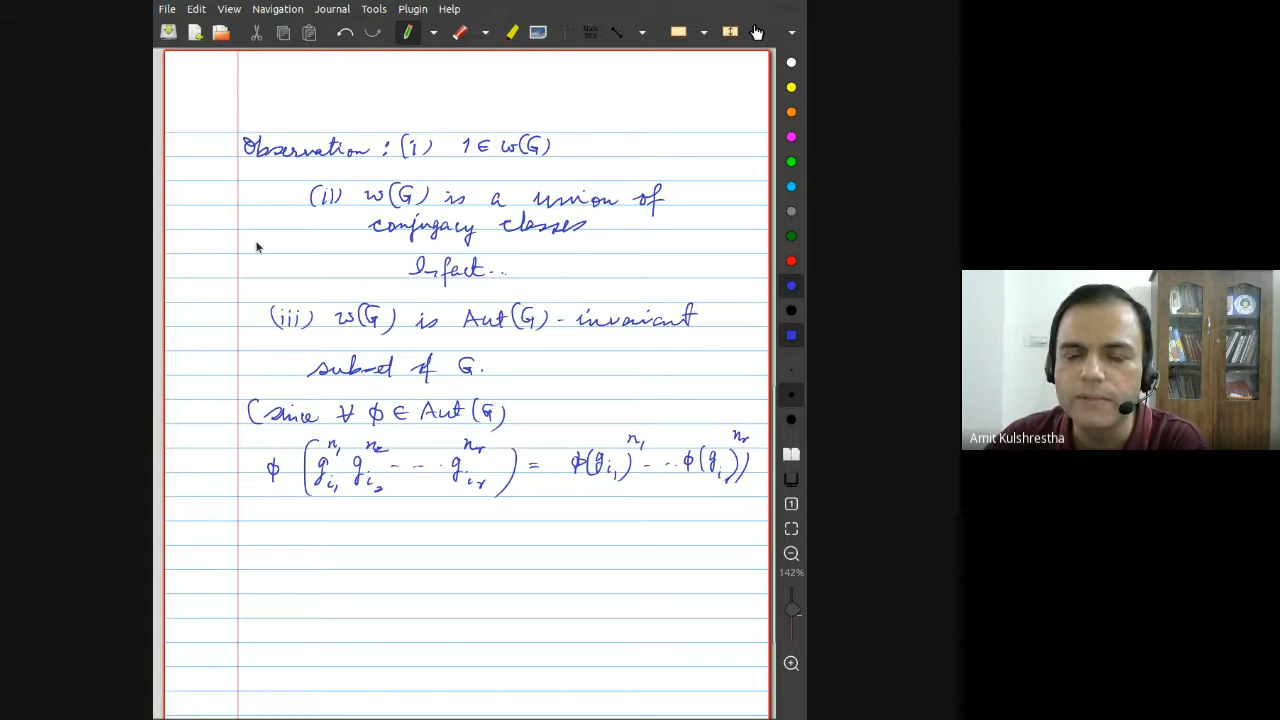 File Edit View Navigation Journal Tools Plugin Help
Observation : (i) 1 ∈ w(G)
(ii) w(G) is a union of
conjugacy classes
Infact...
(iii) w(G) is Aut(G) - invariant
subset of G.
(since ∀ φ ∈ Aut(G)
φ (g_{i_1}^{n_1} g_{i_2}^{n_2} -- -- · g_{i_r}^{n_r}) = φ(g_{i_1})^{n_1} - ·· φ(g_{i_r})^{n_r})
Amit Kulshrestha
1
142%